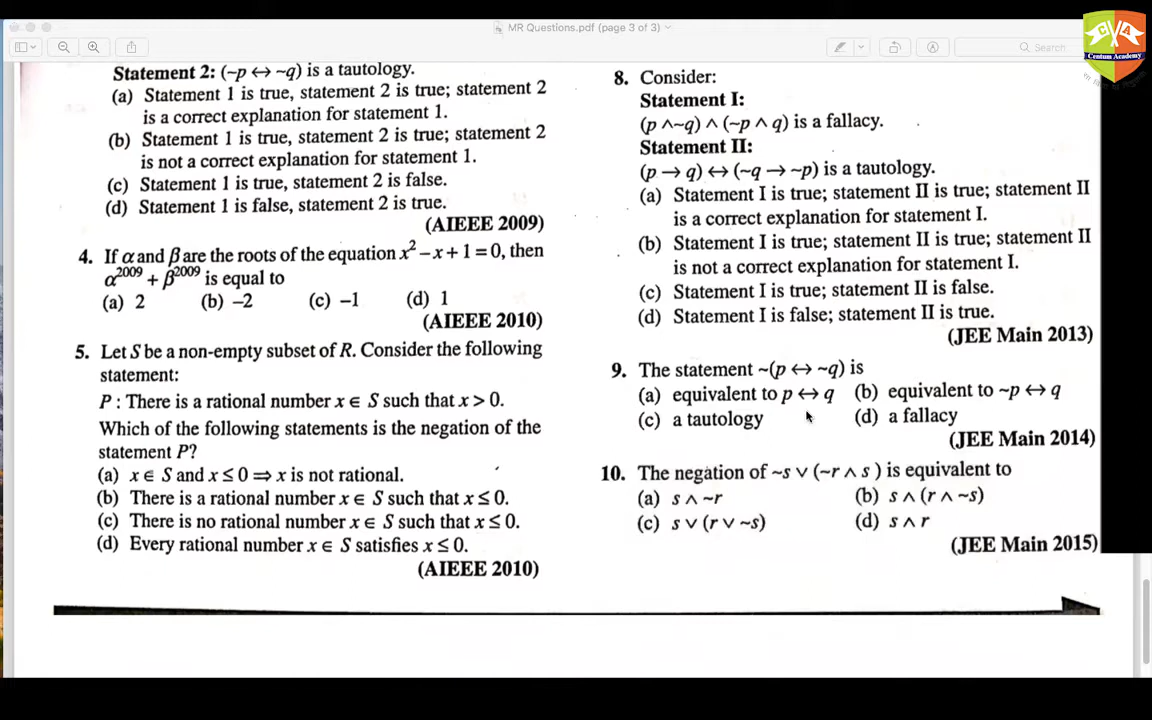 MR Questions.pdf (page 3 of 3)
Search
Centum Academy
Statement 2: (~p ↔ ~q) is a tautology.
(a) Statement 1 is true, statement 2 is true; statement 2
is a correct explanation for statement 1.
(b) Statement 1 is true, statement 2 is true; statement 2
is not a correct explanation for statement 1.
(c) Statement 1 is true, statement 2 is false.
(d) Statement 1 is false, statement 2 is true.
(AIEEE 2009)
4. If α and β are the roots of the equation x² – x + 1 = 0, then
α²⁰⁰⁹ + β²⁰⁰⁹ is equal to
(a) 2 (b) –2 (c) –1 (d) 1
(AIEEE 2010)
5. Let S be a non-empty subset of R. Consider the following
statement:
P : There is a rational number x ∈ S such that x > 0.
Which of the following statements is the negation of the
statement P?
(a) x ∈ S and x ≤ 0 ⇒ x is not rational.
(b) There is a rational number x ∈ S such that x ≤ 0.
(c) There is no rational number x ∈ S such that x ≤ 0.
(d) Every rational number x ∈ S satisfies x ≤ 0.
(AIEEE 2010)
8. Consider:
Statement I:
(p ∧ ~q) ∧ (~p ∧ q) is a fallacy.
Statement II:
(p → q) ↔ (~q → ~p) is a tautology.
(a) Statement I is true; statement II is true; statement II
is a correct explanation for statement I.
(b) Statement I is true; statement II is true; statement II
is not a correct explanation for statement I.
(c) Statement I is true; statement II is false.
(d) Statement I is false; statement II is true.
(JEE Main 2013)
9. The statement ~(p ↔ ~q) is
(a) equivalent to p ↔ q (b) equivalent to ~p ↔ q
(c) a tautology (d) a fallacy
(JEE Main 2014)
10. The negation of ~s ∨ (~r ∧ s) is equivalent to
(a) s ∧ ~r (b) s ∧ (r ∧ ~s)
(c) s ∨ (r ∨ ~s) (d) s ∧ r
(JEE Main 2015)